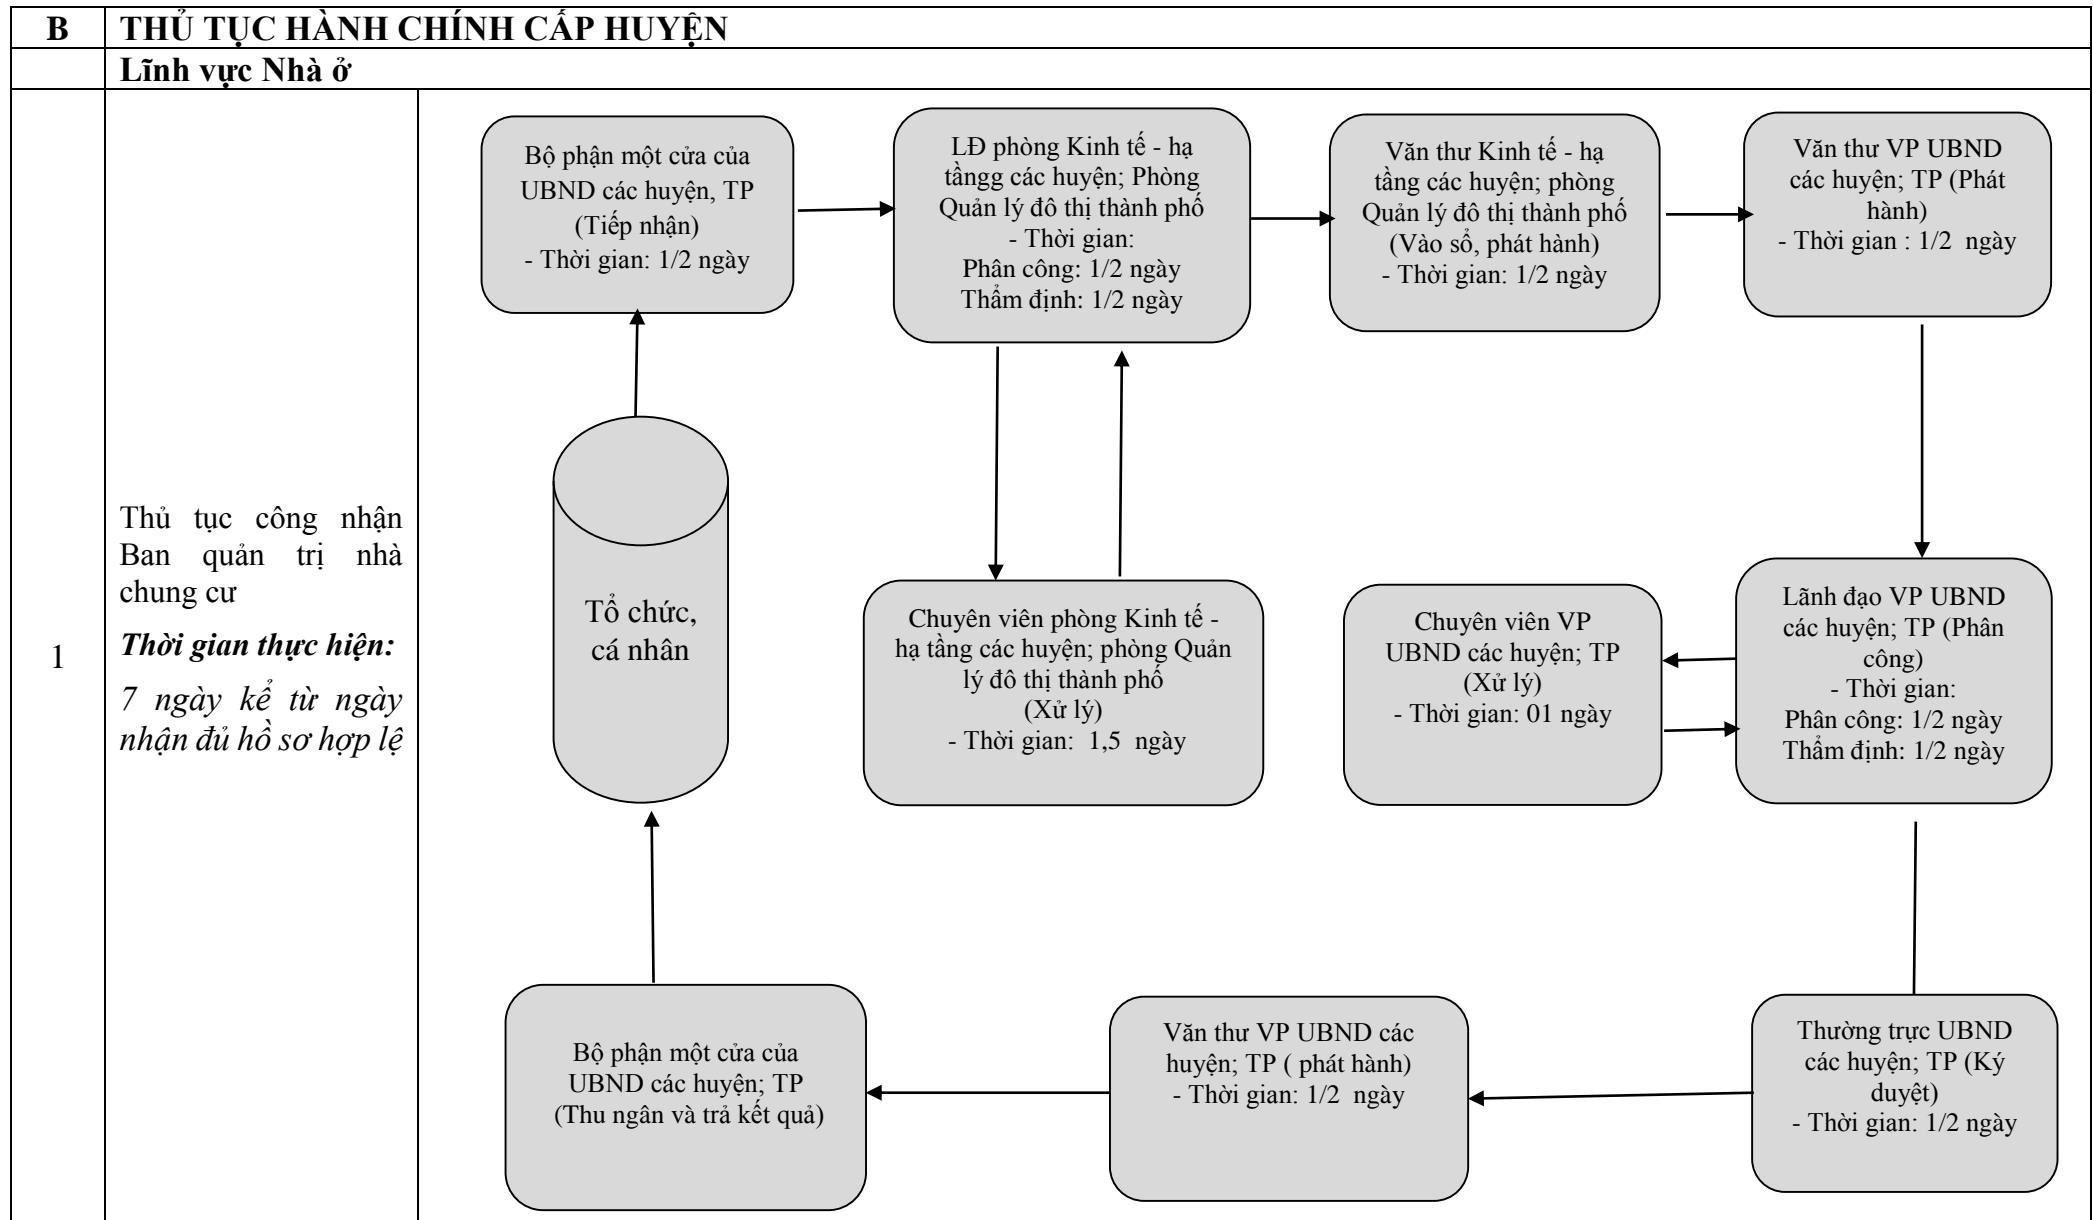 B THỦ TỤC HÀNH CHÍNH CẤP HUYỆN
Lĩnh vực Nhà ở
1
Thủ tục công nhận
Ban quản trị nhà
chung cư
Thời gian thực hiện:
7 ngày kể từ ngày
nhận đủ hồ sơ hợp lệ
Bộ phận một cửa của
UBND các huyện, TP
(Tiếp nhận)
- Thời gian: 1/2 ngày
LĐ phòng Kinh tế - hạ
tầngg các huyện; Phòng
Quản lý đô thị thành phố
- Thời gian:
Phân công: 1/2 ngày
Thẩm định: 1/2 ngày
Văn thư Kinh tế - hạ
tầng các huyện; phòng
Quản lý đô thị thành phố
(Vào sổ, phát hành)
- Thời gian: 1/2 ngày
Văn thư VP UBND
các huyện; TP (Phát
hành)
- Thời gian : 1/2 ngày
Tổ chức,
cá nhân
Chuyên viên phòng Kinh tế -
hạ tầng các huyện; phòng Quản
lý đô thị thành phố
(Xử lý)
- Thời gian: 1,5 ngày
Chuyên viên VP
UBND các huyện; TP
(Xử lý)
- Thời gian: 01 ngày
Lãnh đạo VP UBND
các huyện; TP (Phân
công)
- Thời gian:
Phân công: 1/2 ngày
Thẩm định: 1/2 ngày
Bộ phận một cửa của
UBND các huyện; TP
(Thu ngân và trả kết quả)
Văn thư VP UBND các
huyện; TP ( phát hành)
- Thời gian: 1/2 ngày
Thường trực UBND
các huyện; TP (Ký
duyệt)
- Thời gian: 1/2 ngày